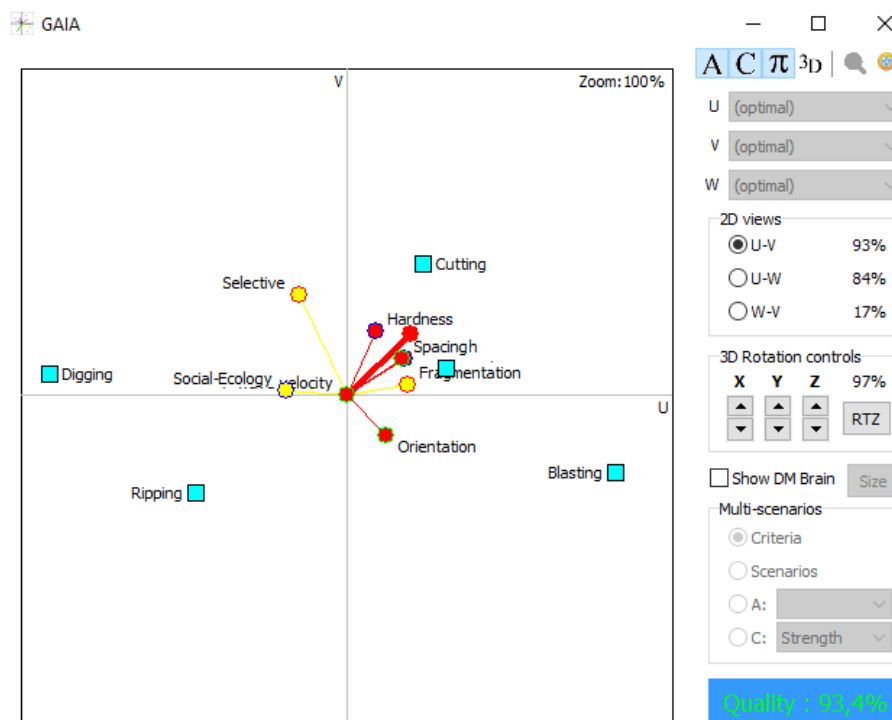 GAIA
V
Zoom:100%
A C π 3D
U (optimal)
V (optimal)
W (optimal)
2D views
U-V 93%
U-W 84%
W-V 17%
3D Rotation controls
X Y Z 97%
RTZ
Show DM Brain Size
Multi-scenarios
Criteria
Scenarios
A:
C: Strength
Quality : 93,4%
Cutting
Selective
Hardness
Spacingh
Digging
Social-Ecology
velocity
Fragmentation
U
Orientation
Blasting
Ripping